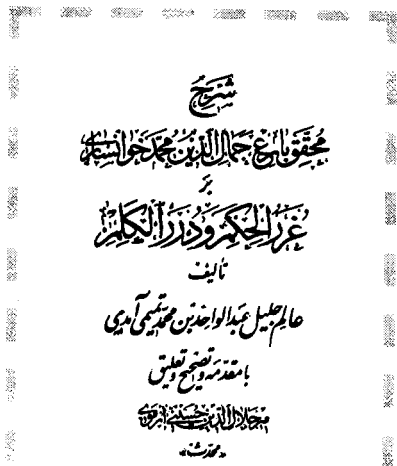 شرح
محقق بارع جمال الدین محمد خوانساری
بر
غرر الحکم و درر الکلم
تألیف
عالم جلیل عبدالواحد بن محمد تمیمی آمدی
با مقدمه و تصحیح و تعلیق
میر جلال الدین حسینی ارموی
«محدث»